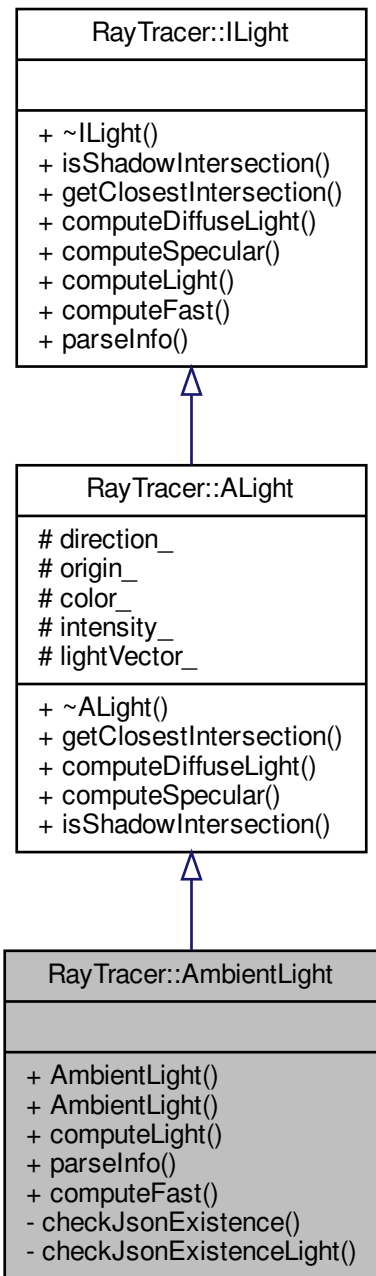 RayTracer::ILight
+ ~ILight()
+ isShadowIntersection()
+ getClosestIntersection()
+ computeDiffuseLight()
+ computeSpecular()
+ computeLight()
+ computeFast()
+ parseInfo()
RayTracer::ALight
# direction_
# origin_
# color_
# intensity_
# lightVector_
+ ~ALight()
+ getClosestIntersection()
+ computeDiffuseLight()
+ computeSpecular()
+ isShadowIntersection()
RayTracer::AmbientLight
+ AmbientLight()
+ AmbientLight()
+ computeLight()
+ parseInfo()
+ computeFast()
- checkJsonExistence()
- checkJsonExistenceLight()